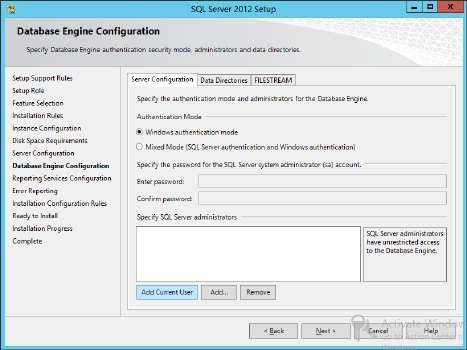 SQL Server 2012 Setup
Database Engine Configuration
Specify Database Engine authentication security mode, administrators and data directories.
Setup Support Rules
Setup Role
Feature Selection
Installation Rules
Instance Configuration
Disk Space Requirements
Server Configuration
Database Engine Configuration
Reporting Services Configuration
Error Reporting
Installation Configuration Rules
Ready to Install
Installation Progress
Complete
Server Configuration Data Directories FILESTREAM
Specify the authentication mode and administrators for the Database Engine.
Authentication Mode
Windows authentication mode
Mixed Mode (SQL Server authentication and Windows authentication)
Specify the password for the SQL Server system administrator (sa) account.
Enter password:
Confirm password:
Specify SQL Server administrators
SQL Server administrators
have unrestricted access
to the Database Engine.
Add Current User Add... Remove
Activate Window
Go to Action Center
< Back Next > Cancel Help